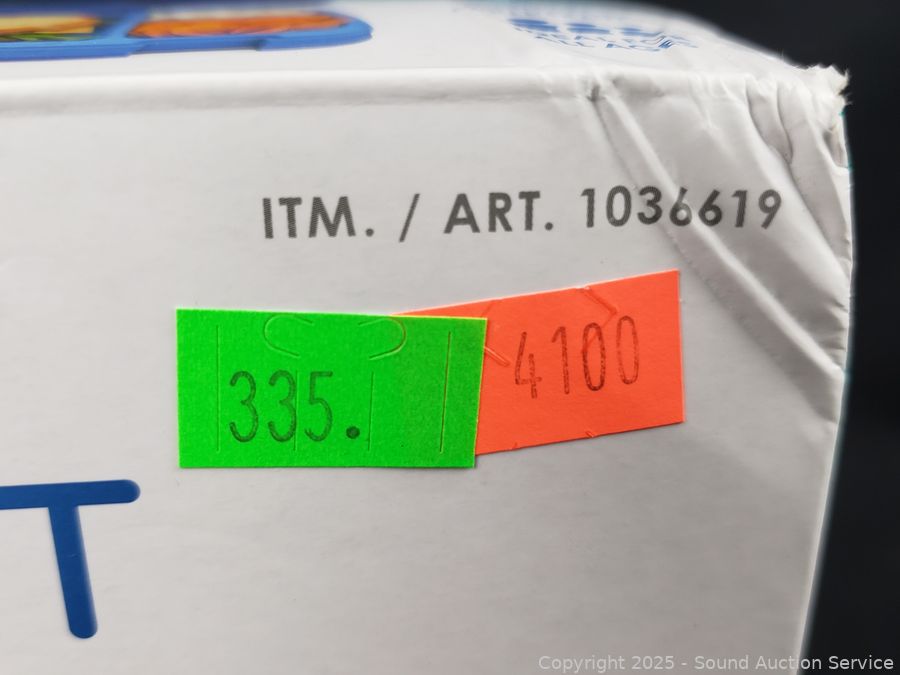 ITM. / ART. 1036619
335.
4100
T
Copyright © 2025 - Sound Auction Service